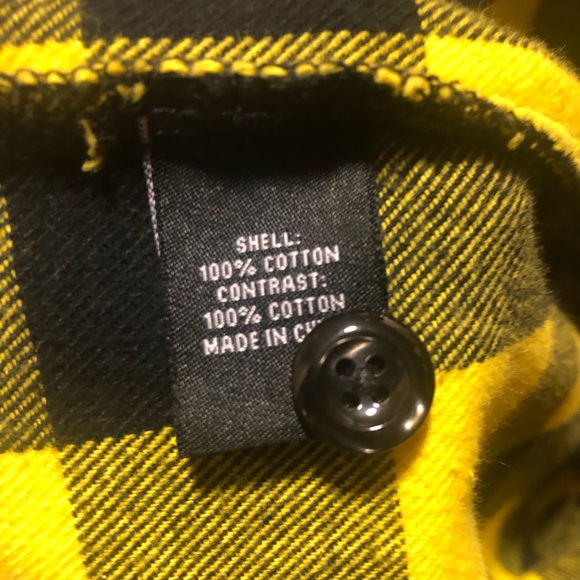 SHELL:
100% COTTON
CONTRAST:
100% COTTON
MADE IN